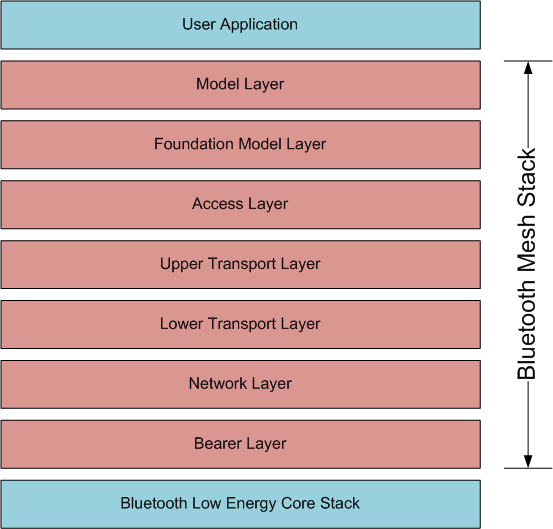 User Application
Model Layer
Foundation Model Layer
Access Layer
Upper Transport Layer
Lower Transport Layer
Network Layer
Bearer Layer
Bluetooth Low Energy Core Stack
Bluetooth Mesh Stack